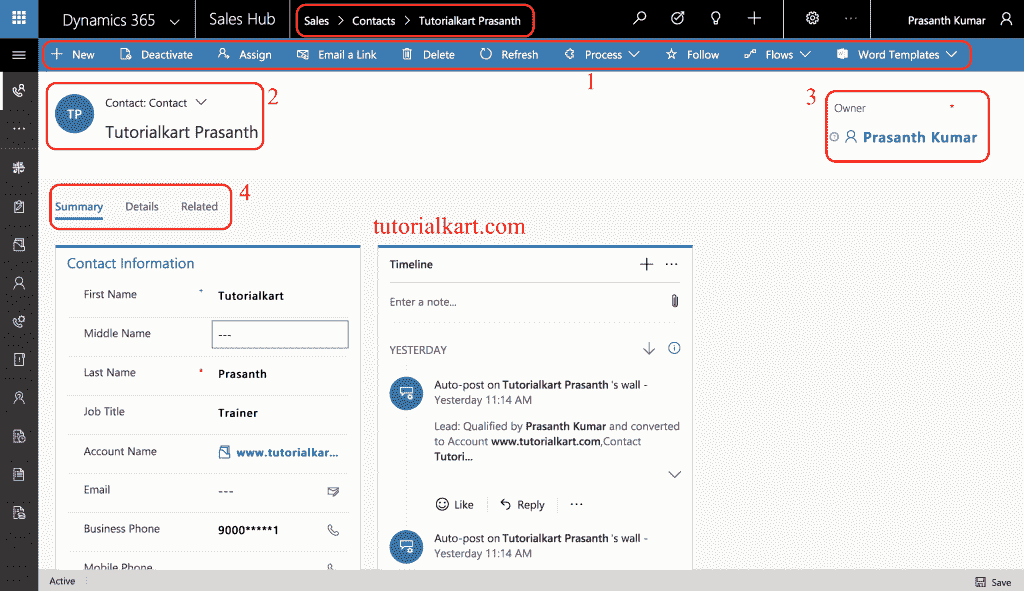 Dynamics 365 Sales Hub Sales > Contacts > Tutorialkart Prasanth Prasanth Kumar
New Deactivate Assign Email a Link Delete Refresh Process Follow Flows Word Templates
1
TP
Contact: Contact
Tutorialkart Prasanth
2
3
Owner *
Prasanth Kumar
Summary Details Related
4
tutorialkart.com
Contact Information
First Name + Tutorialkart
Middle Name ---
Last Name * Prasanth
Job Title Trainer
Account Name www.tutorialkar...
Email ---
Business Phone 9000*****1
Mobile Phone
Timeline
Enter a note...
YESTERDAY
Auto-post on Tutorialkart Prasanth 's wall -
Yesterday 11:14 AM
Lead: Qualified by Prasanth Kumar and converted
to Account www.tutorialkart.com,Contact
Tutori...
Like Reply ...
Auto-post on Tutorialkart Prasanth 's wall -
Yesterday 11:14 AM
Active
Save